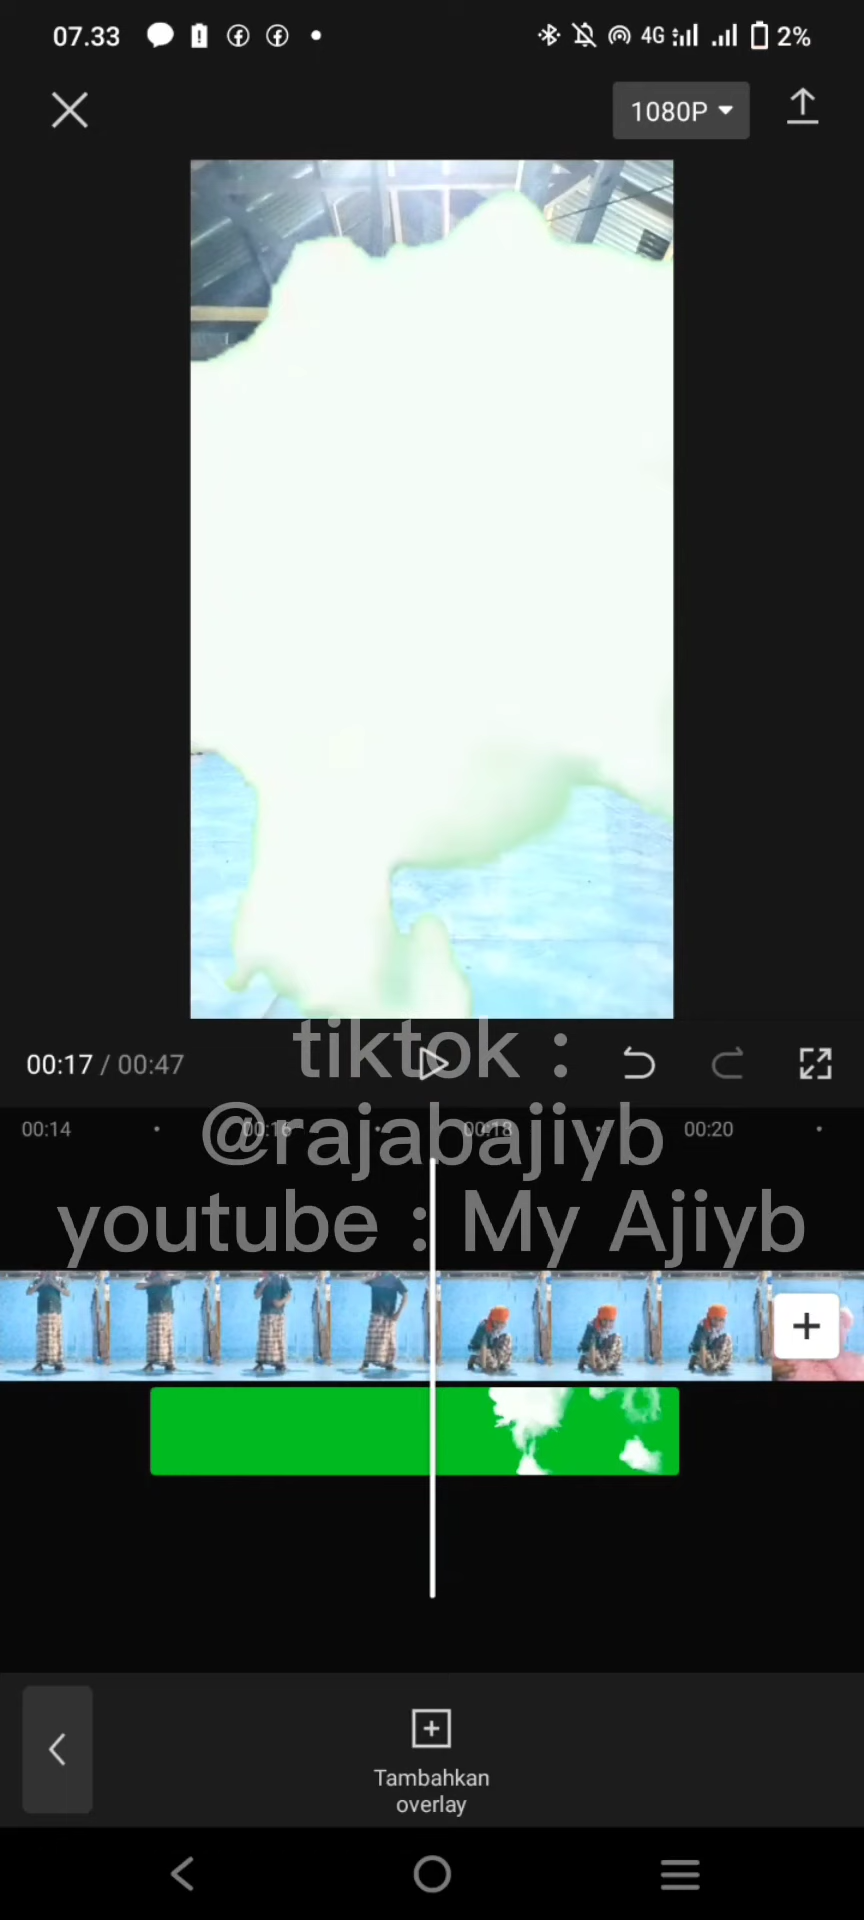 07.33
4G
2%
1080P
00:17 / 00:47
tiktok :
@rajabajiyb
youtube : My Ajiyb
00:14
00:16
00:18
00:20
Tambahkan
overlay